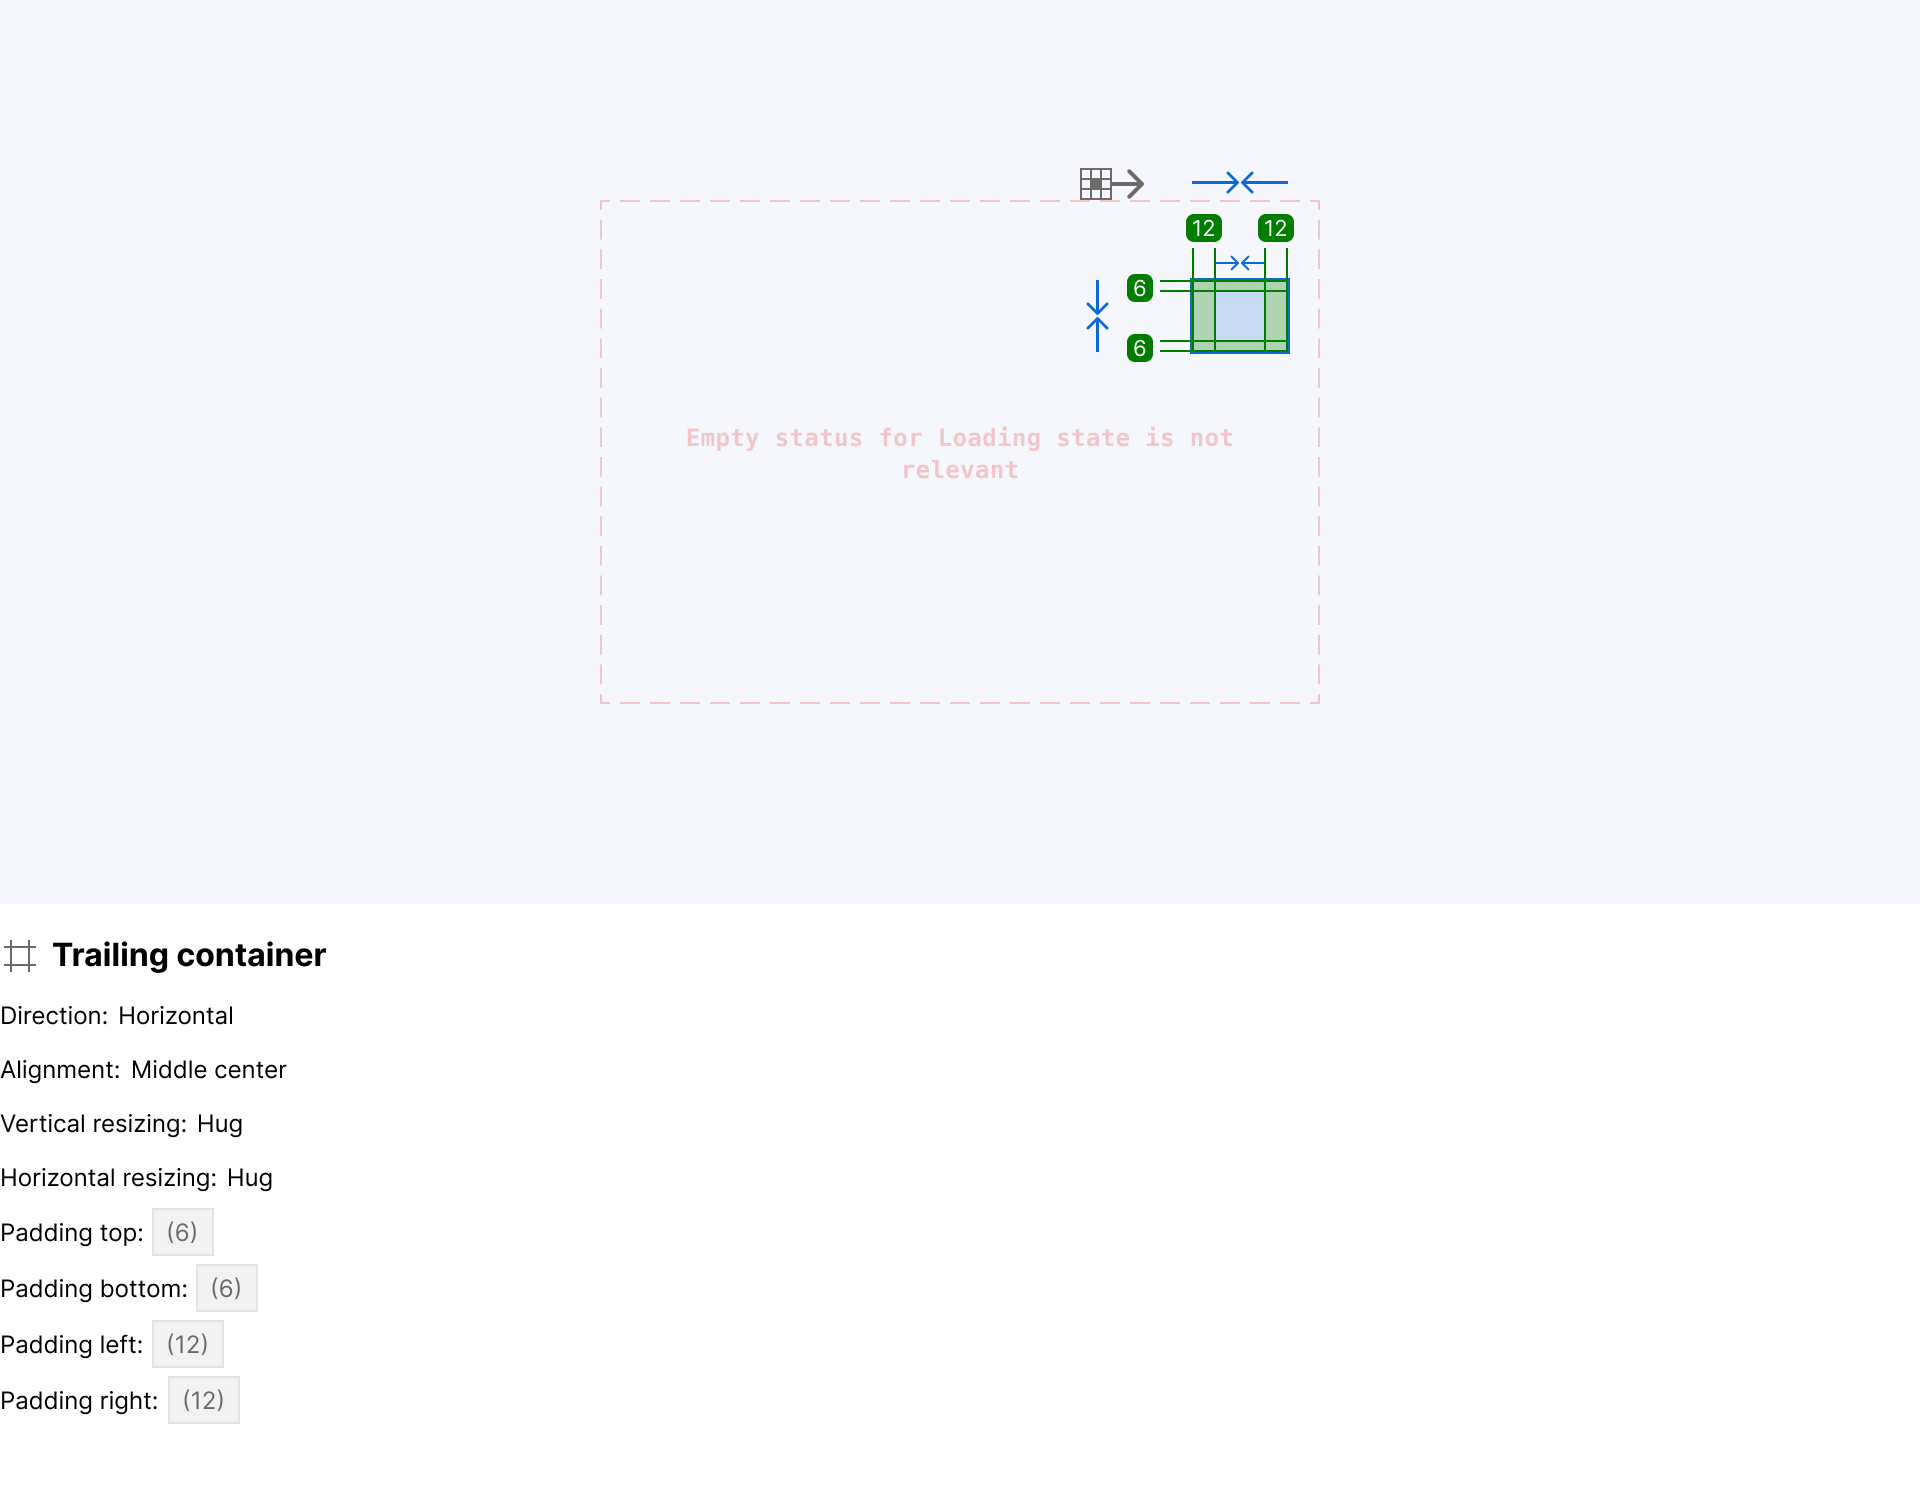 12 12
6
6
Empty status for Loading state is not
relevant
Trailing container
Direction: Horizontal
Alignment: Middle center
Vertical resizing: Hug
Horizontal resizing: Hug
Padding top: (6)
Padding bottom: (6)
Padding left: (12)
Padding right: (12)